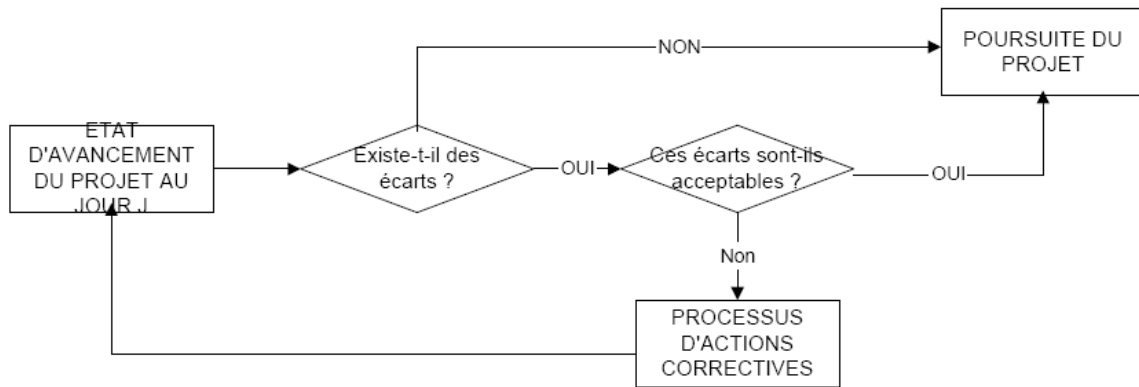 NON
POURSUITE DU
PROJET
ETAT
D'AVANCEMENT
DU PROJET AU
JOUR J
Existe-t-il des
écarts ?
OUI
Ces écarts sont-ils
acceptables ?
OUI
Non
PROCESSUS
D'ACTIONS
CORRECTIVES